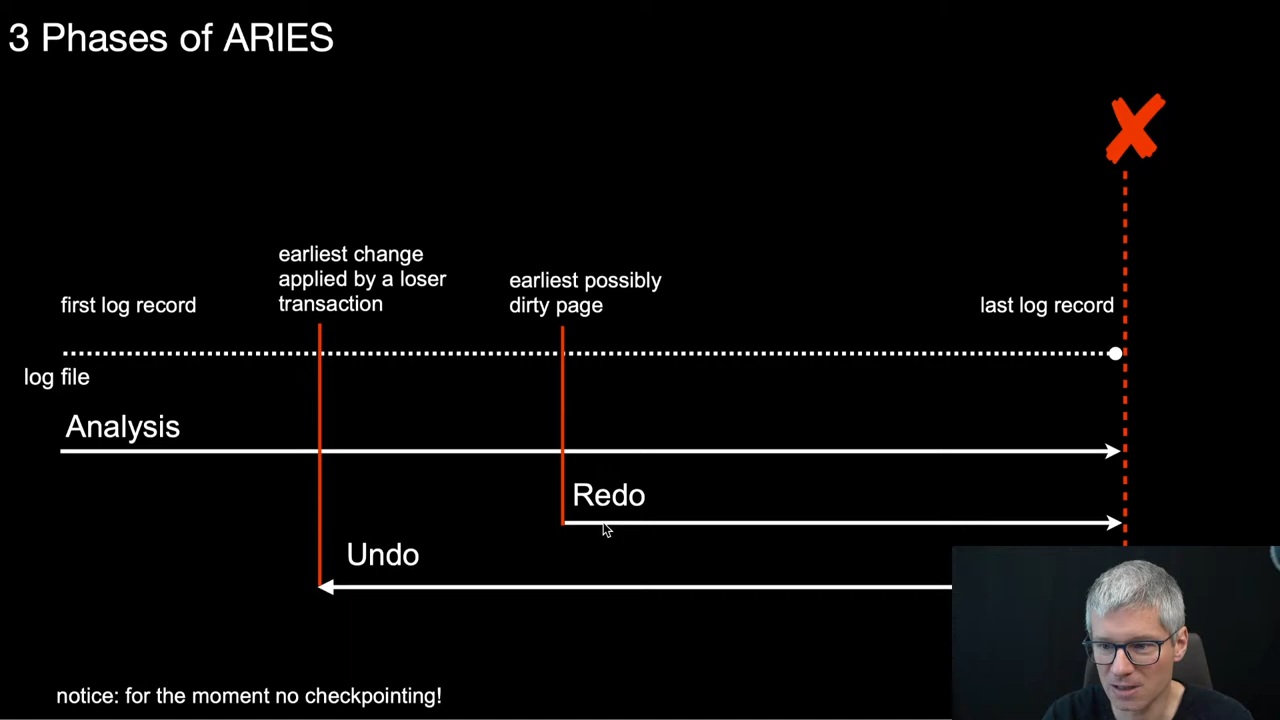 3 Phases of ARIES
earliest change
applied by a loser
transaction
earliest possibly
dirty page
first log record
last log record
log file
Analysis
Redo
Undo
notice: for the moment no checkpointing!